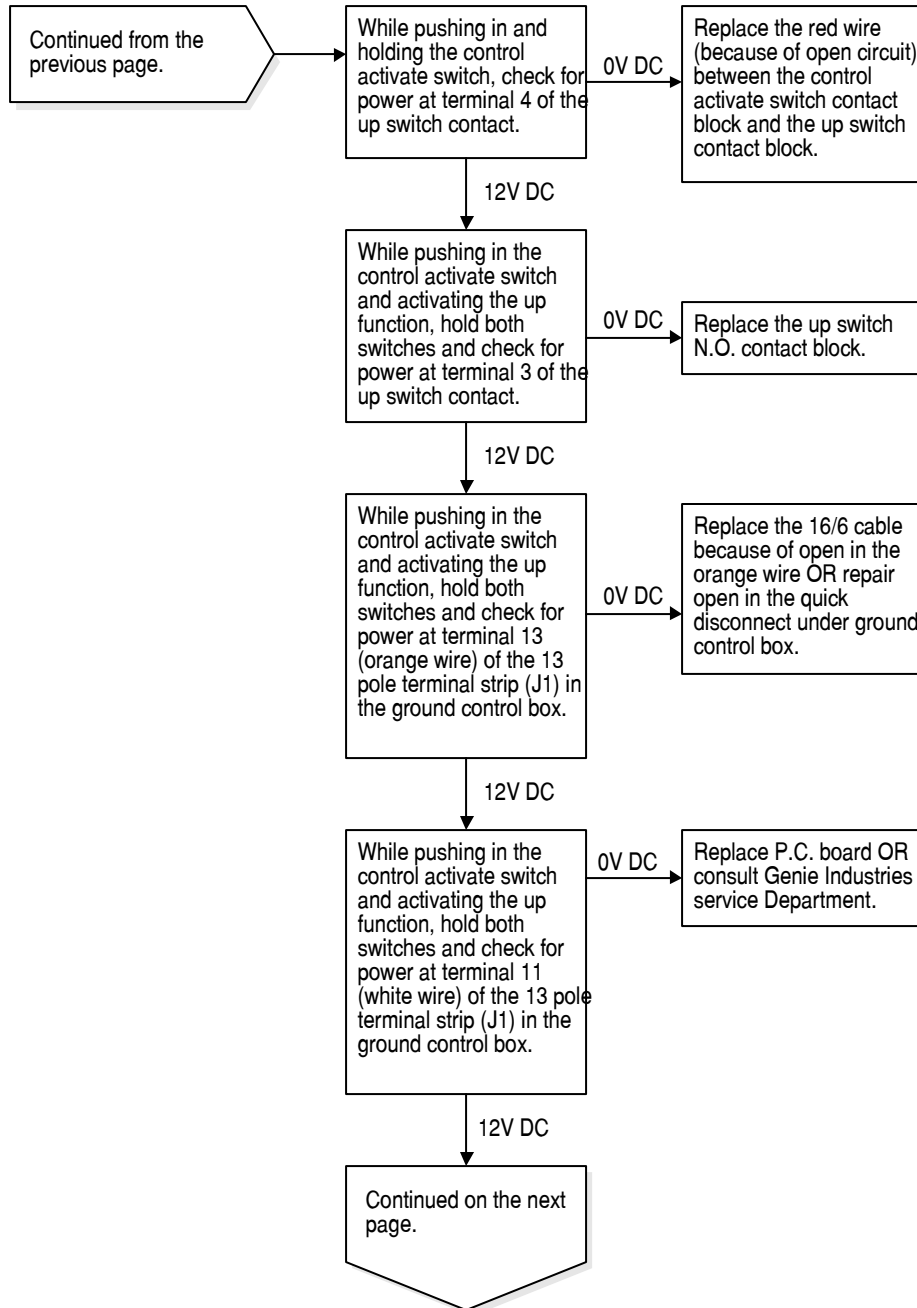 Continued from the
previous page.
While pushing in and
holding the control
activate switch, check for
power at terminal 4 of the
up switch contact.
0V DC
Replace the red wire
(because of open circuit)
between the control
activate switch contact
block and the up switch
contact block.
12V DC
While pushing in the
control activate switch
and activating the up
function, hold both
switches and check for
power at terminal 3 of the
up switch contact.
0V DC
Replace the up switch
N.O. contact block.
12V DC
While pushing in the
control activate switch
and activating the up
function, hold both
switches and check for
power at terminal 13
(orange wire) of the 13
pole terminal strip (J1) in
the ground control box.
0V DC
Replace the 16/6 cable
because of open in the
orange wire OR repair
open in the quick
disconnect under ground
control box.
12V DC
While pushing in the
control activate switch
and activating the up
function, hold both
switches and check for
power at terminal 11
(white wire) of the 13 pole
terminal strip (J1) in the
ground control box.
0V DC
Replace P.C. board OR
consult Genie Industries
service Department.
12V DC
Continued on the next
page.